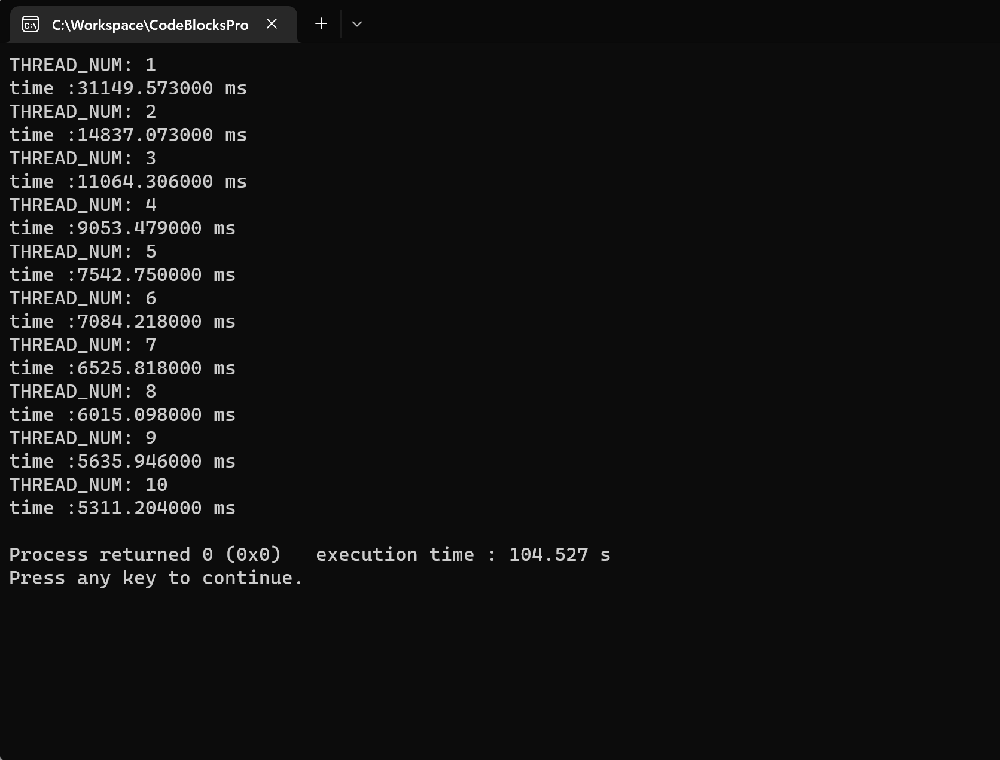 C:\Workspace\CodeBlocksPro
THREAD_NUM: 1
time :31149.573000 ms
THREAD_NUM: 2
time :14837.073000 ms
THREAD_NUM: 3
time :11064.306000 ms
THREAD_NUM: 4
time :9053.479000 ms
THREAD_NUM: 5
time :7542.750000 ms
THREAD_NUM: 6
time :7084.218000 ms
THREAD_NUM: 7
time :6525.818000 ms
THREAD_NUM: 8
time :6015.098000 ms
THREAD_NUM: 9
time :5635.946000 ms
THREAD_NUM: 10
time :5311.204000 ms
Process returned 0 (0x0)   execution time : 104.527 s
Press any key to continue.